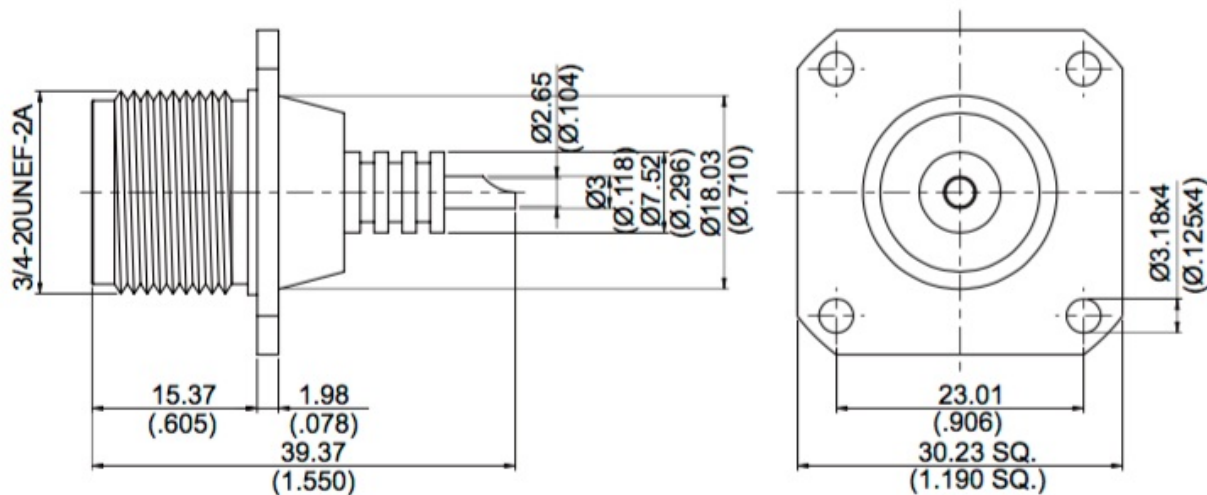 3/4-20UNEF-2A
Ø2.65
(Ø.104)
Ø3
(Ø.118)
Ø7.52
(Ø.296)
Ø18.03
(Ø.710)
15.37
(.605)
1.98
(.078)
39.37
(1.550)
Ø3.18x4
(Ø.125x4)
23.01
(.906)
30.23 SQ.
(1.190 SQ.)